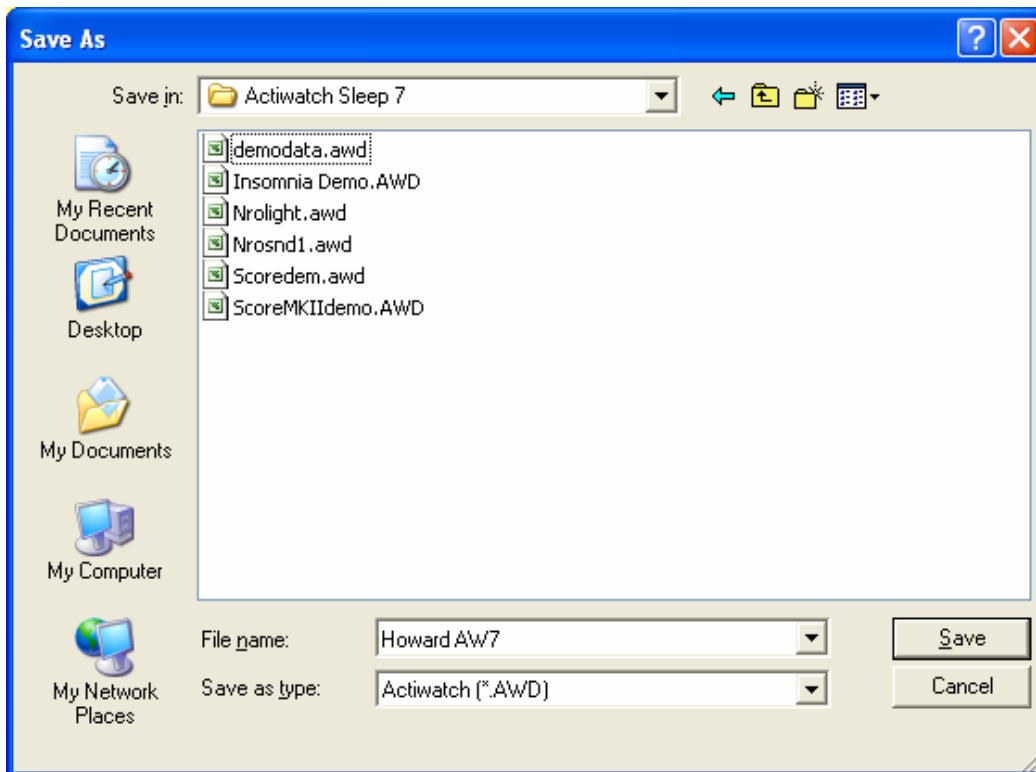 Save As
Save in: Actiwatch Sleep 7
My Recent
Documents
Desktop
My Documents
My Computer
My Network
Places
demodata.awd
Insomnia Demo.AWD
Nrolight.awd
Nrosnd1.awd
Scoredem.awd
ScoreMKIIdemo.AWD
File name: Howard AW7 Save
Save as type: Actiwatch (*.AWD) Cancel